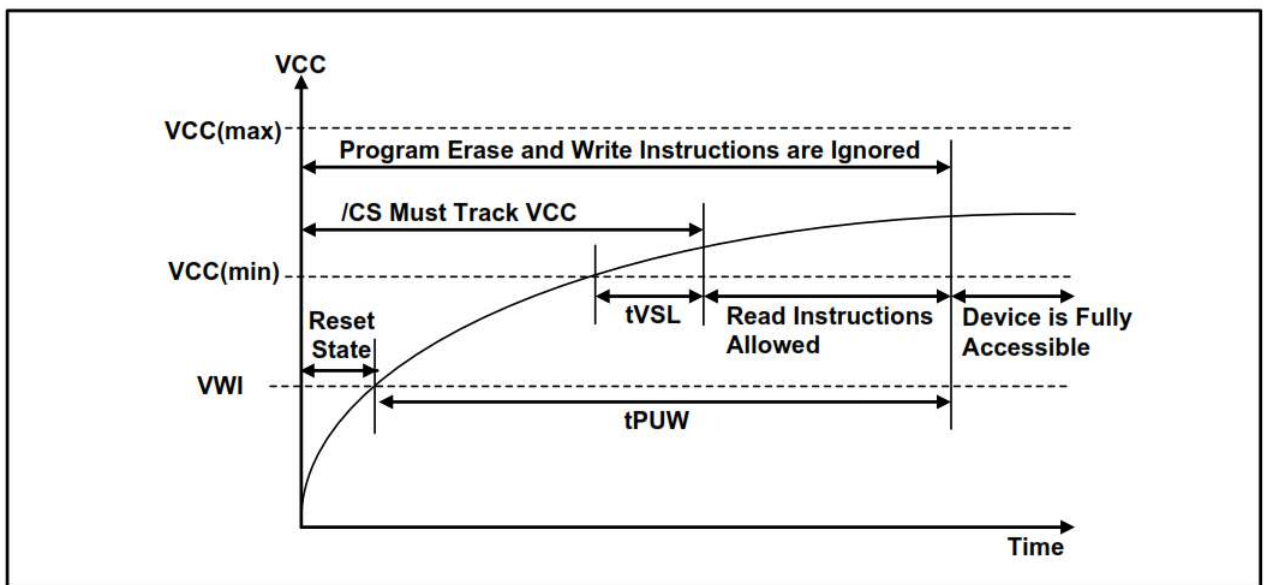 VCC
VCC(max)
Program Erase and Write Instructions are Ignored
/CS Must Track VCC
VCC(min)
tVSL
Read Instructions
Allowed
Device is Fully
Accessible
Reset
State
VWI
tPUW
Time